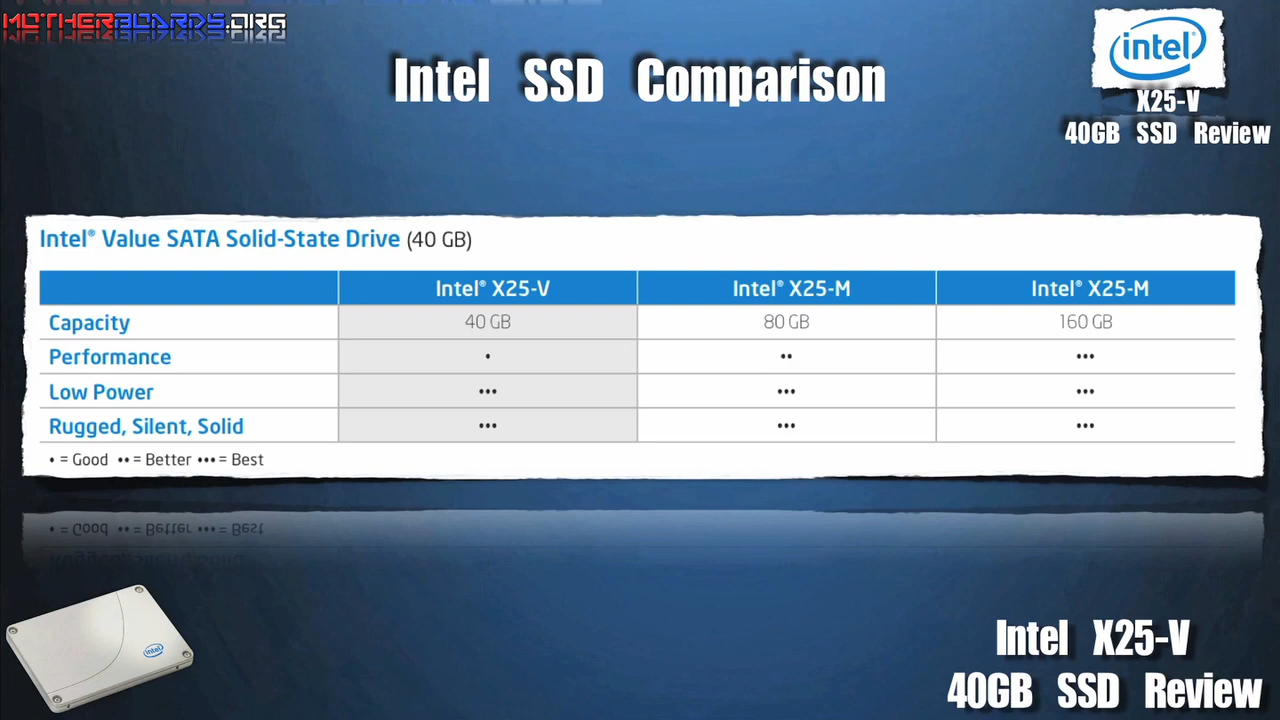 MOTHERBOARDS.ORG
intel
X25-V
40GB SSD Review
Intel SSD Comparison
Intel® Value SATA Solid-State Drive (40 GB)
Intel® X25-V Intel® X25-M Intel® X25-M
Capacity 40 GB 80 GB 160 GB
Performance • •• •••
Low Power ••• ••• •••
Rugged, Silent, Solid ••• ••• •••
• = Good •• = Better ••• = Best
intel
Intel X25-V
40GB SSD Review